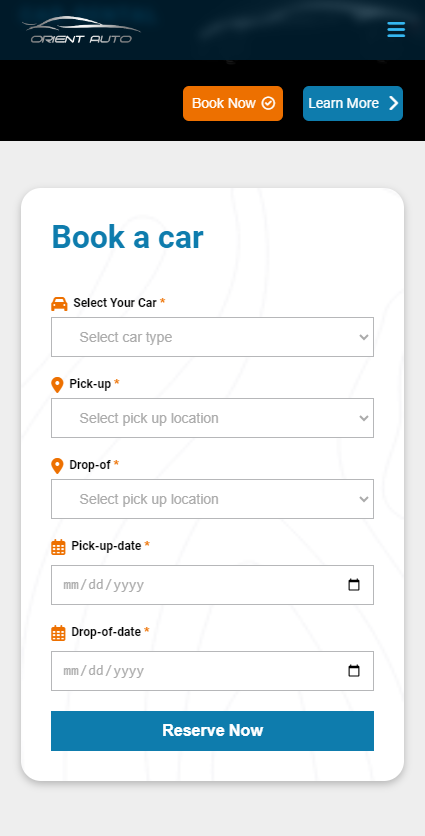 ORIENT AUTO
Book Now
Learn More
Book a car
Select Your Car *
Select car type
Pick-up *
Select pick up location
Drop-of *
Select pick up location
Pick-up-date *
mm/dd/yyyy
Drop-of-date *
mm/dd/yyyy
Reserve Now